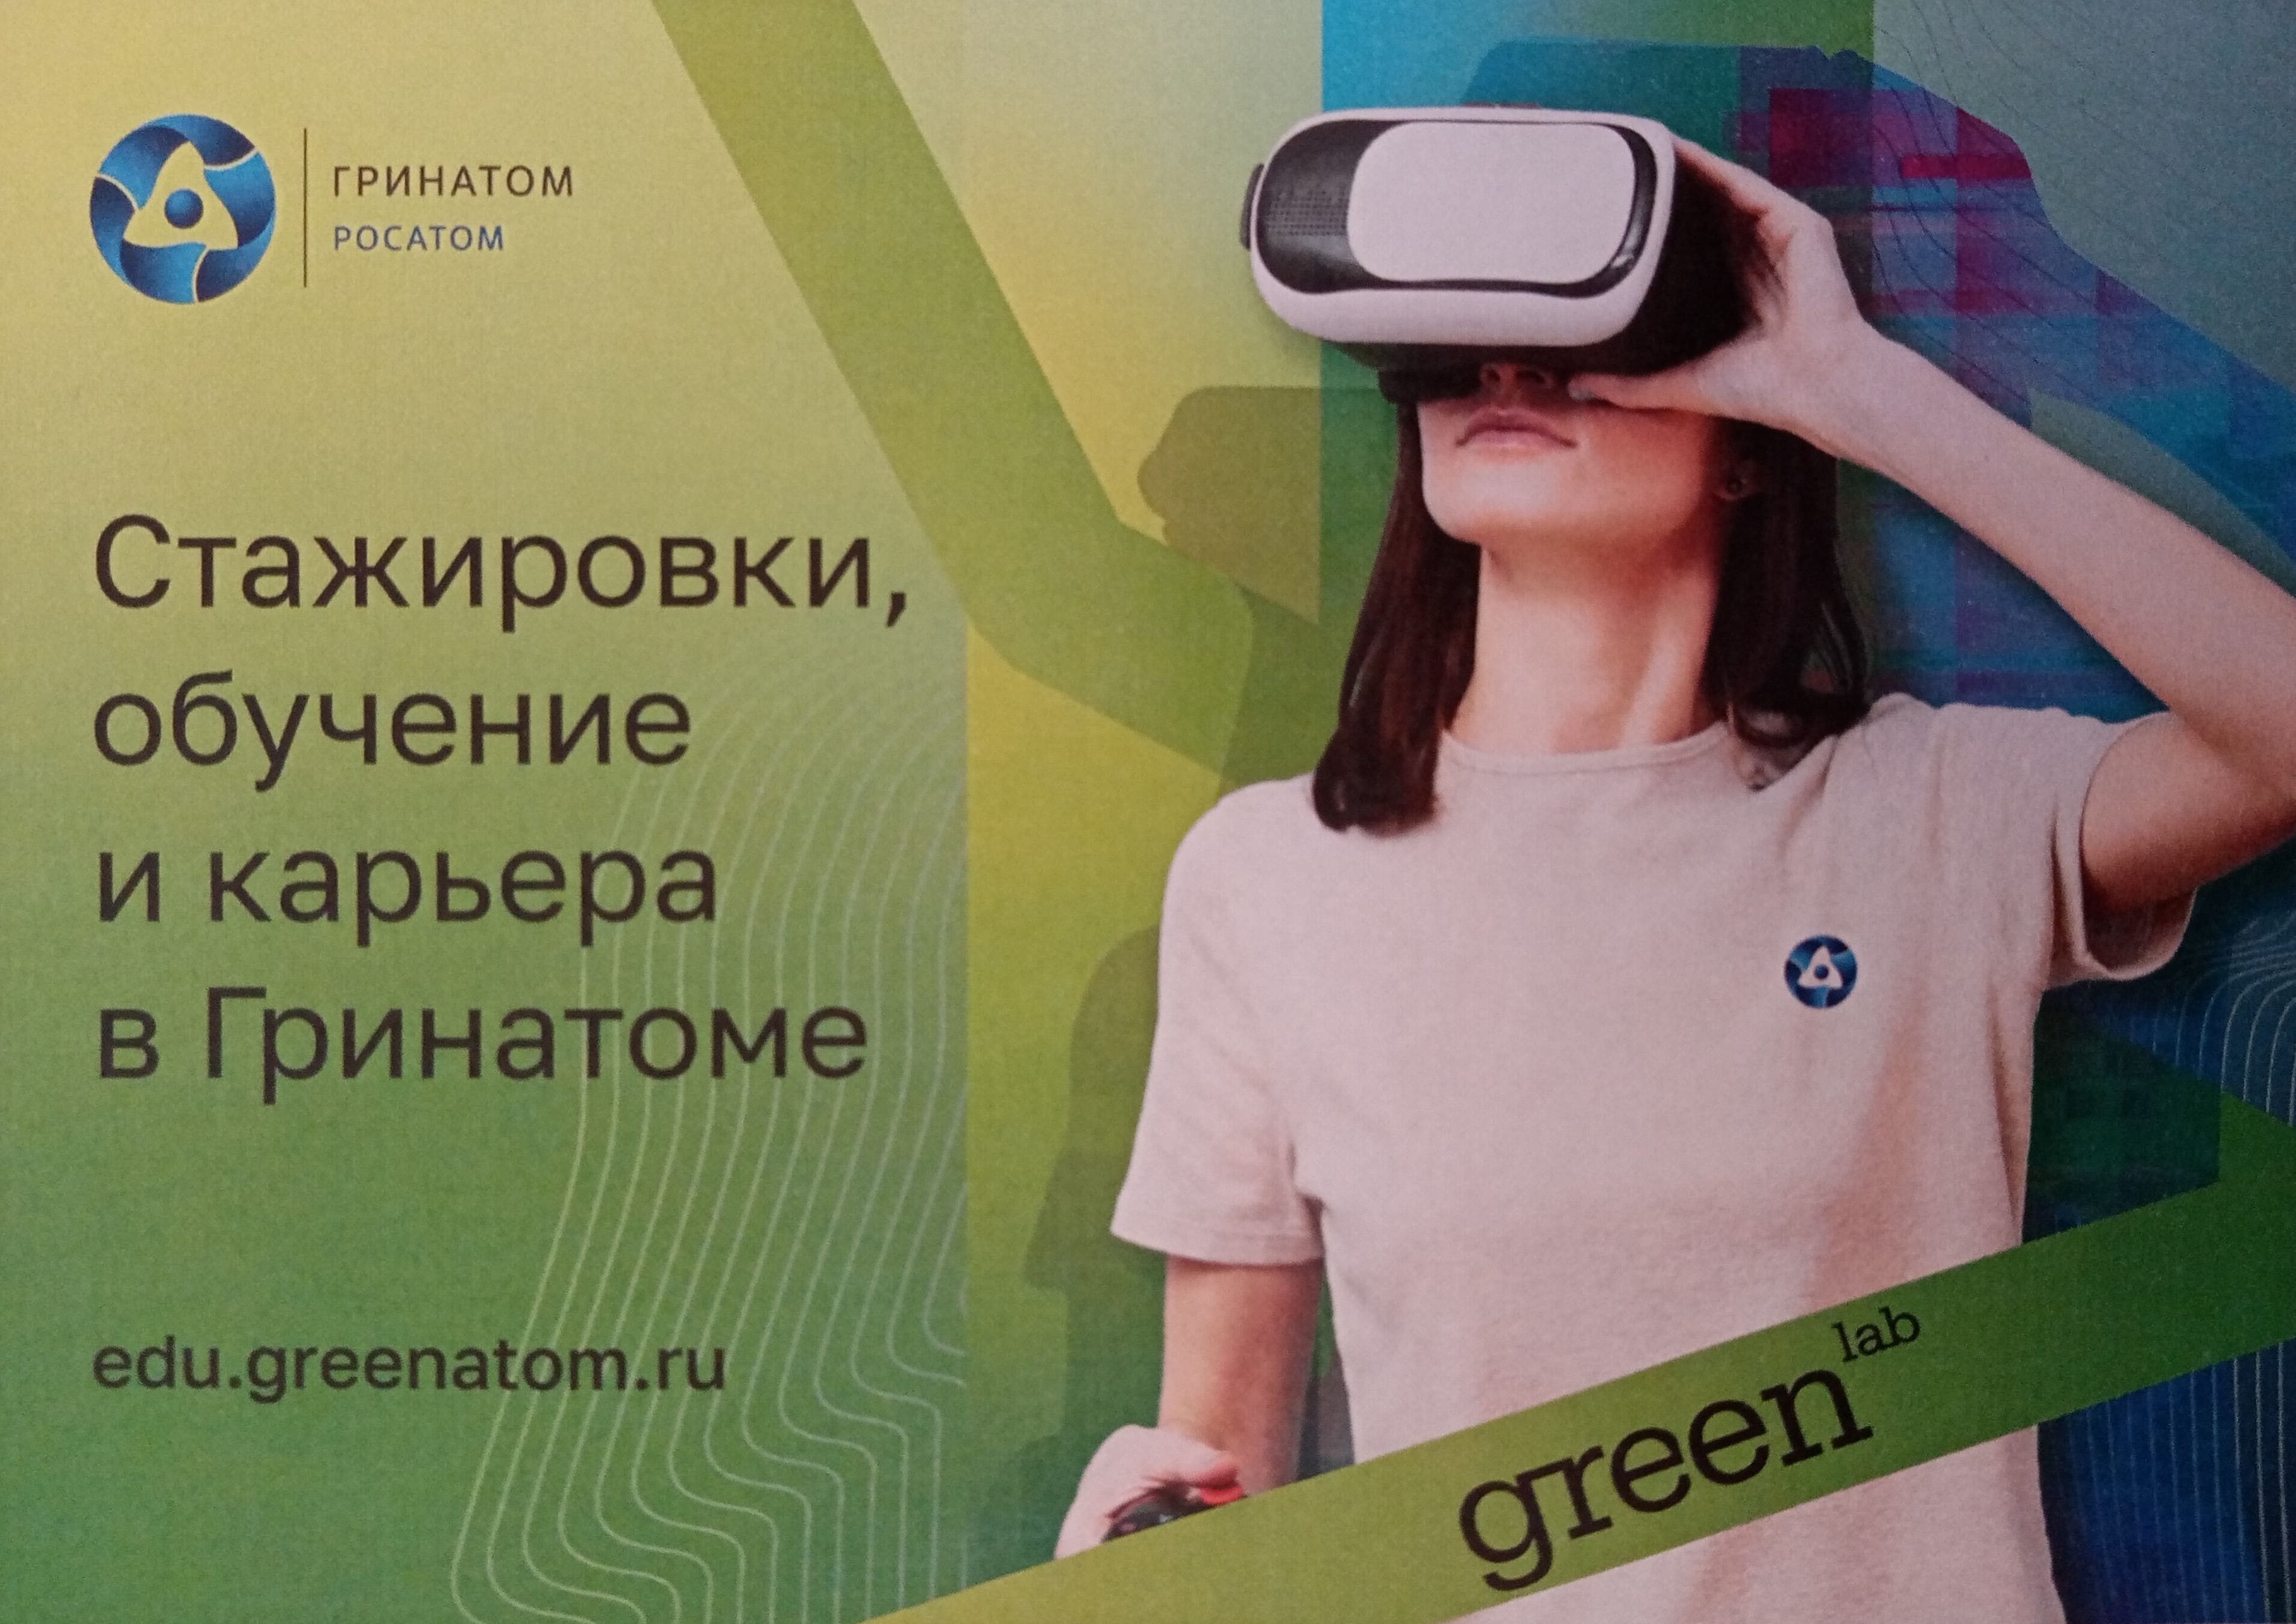 ГРИНАТОМ
РОСАТОМ
Стажировки,
обучение
и карьера
в Гринатоме
edu.greenatom.ru
green lab